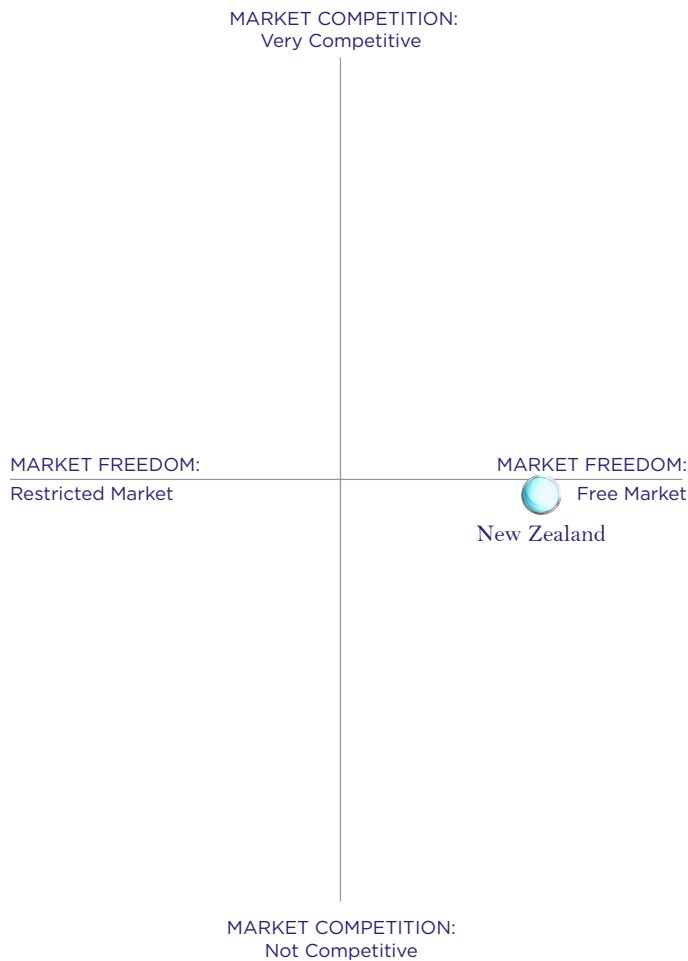 MARKET COMPETITION:
Very Competitive
MARKET FREEDOM:
Restricted Market
MARKET FREEDOM:
Free Market
New Zealand
MARKET COMPETITION:
Not Competitive